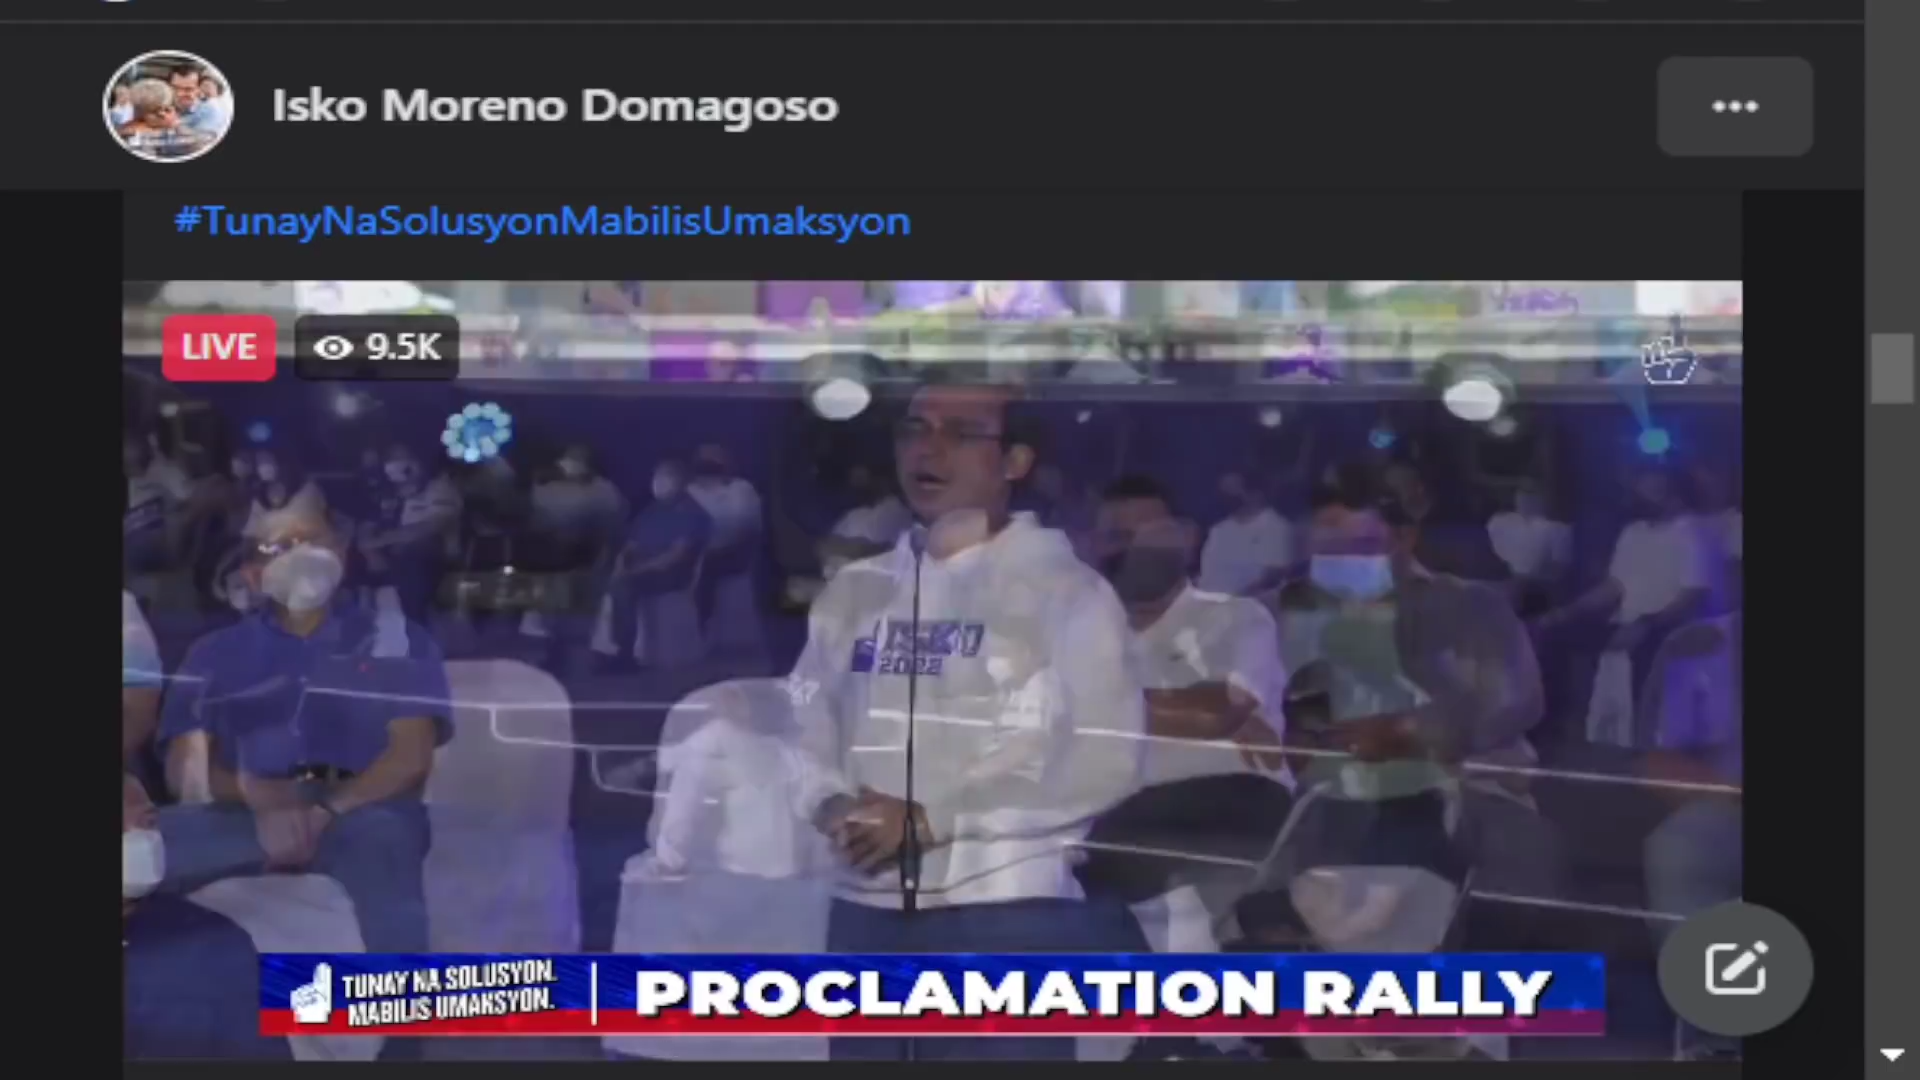 Isko Moreno Domagoso
#TunayNaSolusyonMabilisUmaksyon
LIVE
9.5K
ISKO
2022
TUNAY NA SOLUSYON.
MABILIS UMAKSYON.
PROCLAMATION RALLY